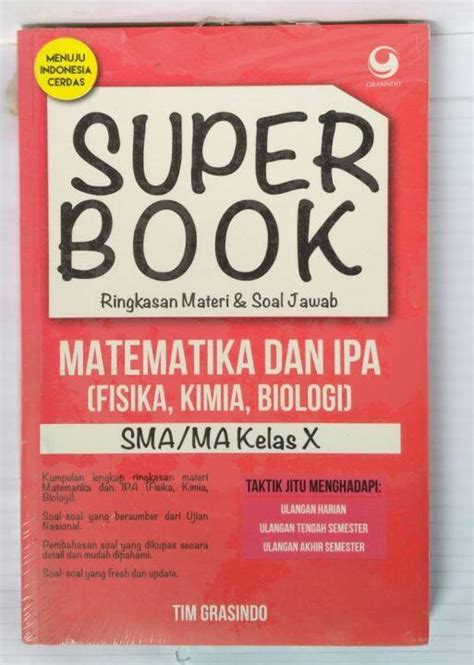 MENUJU
INDONESIA
CERDAS
GRASINDO
SUPER
BOOK
Ringkasan Materi & Soal Jawab
MATEMATIKA DAN IPA
(FISIKA, KIMIA, BIOLOGI)
SMA/MA Kelas X
Kumpulan lengkap ringkasan materi
Matematika dan IPA (Fisika, Kimia,
Biologi).
Soal-soal yang bersumber dari Ujian
Nasional.
Pembahasan soal yang dikupas secara
detail dan mudah dipahami.
Soal-soal yang fresh dan update.
TAKTIK JITU MENGHADAPI:
ULANGAN HARIAN
ULANGAN TENGAH SEMESTER
ULANGAN AKHIR SEMESTER
TIM GRASINDO